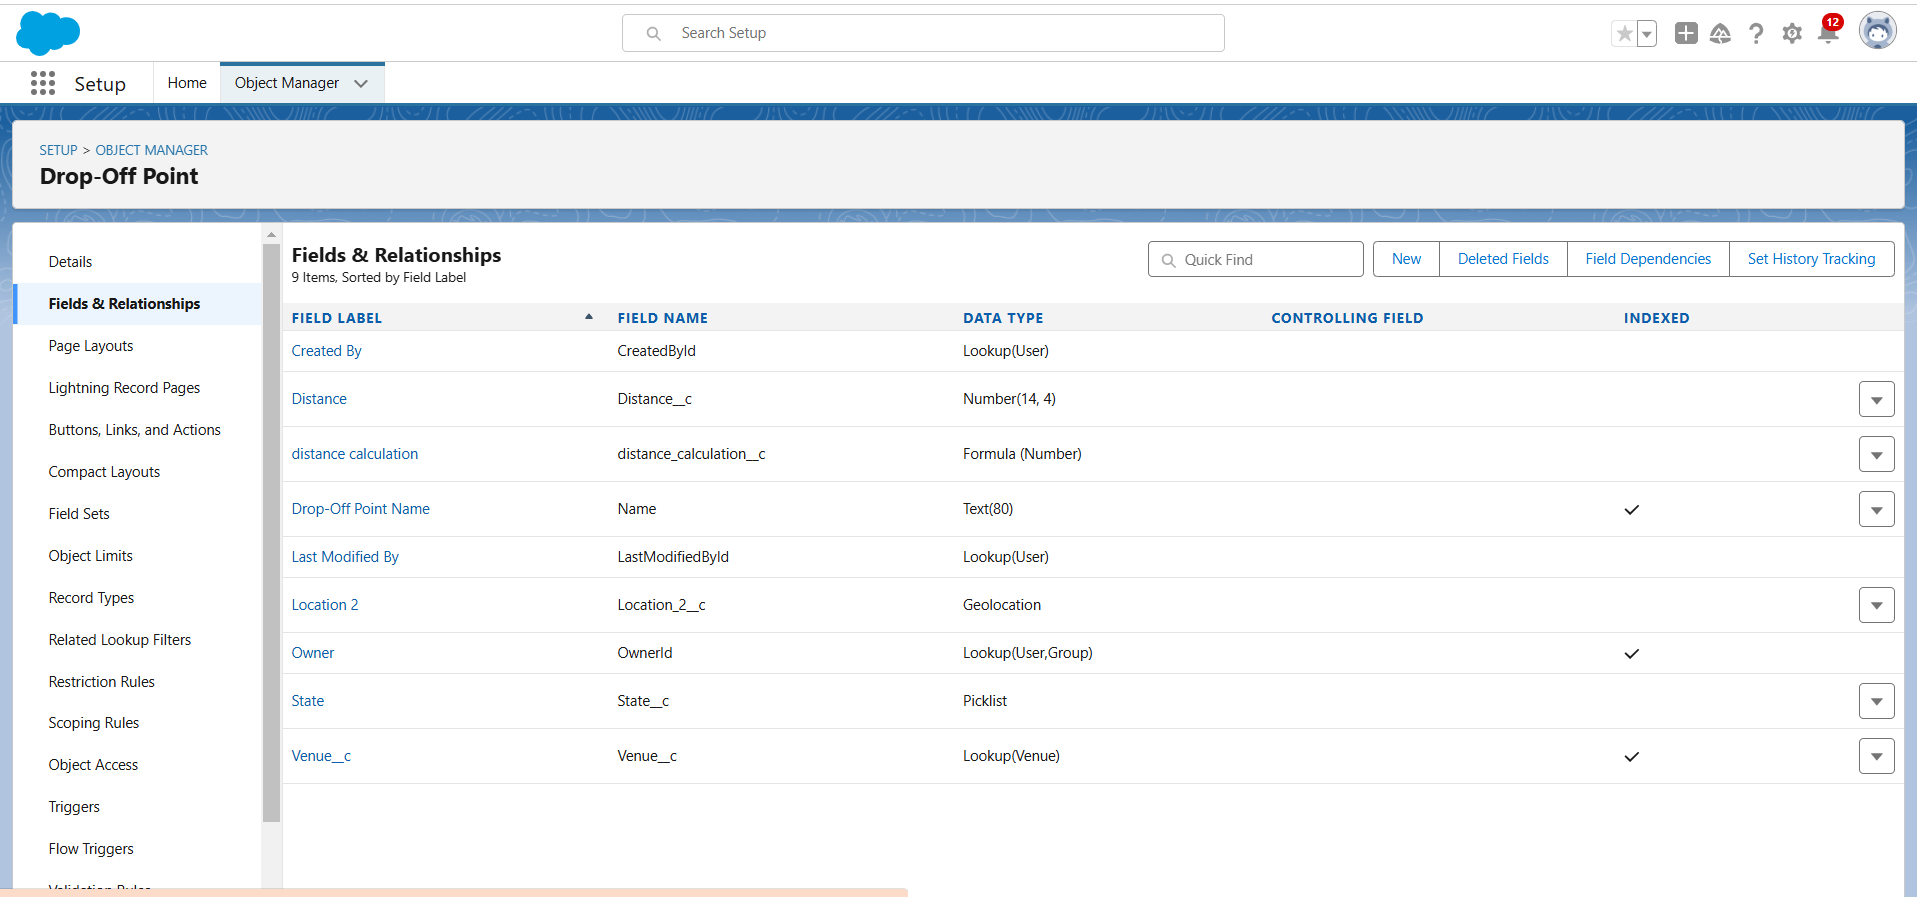 Search Setup
12
Setup
Home
Object Manager
SETUP > OBJECT MANAGER
Drop-Off Point
Details
Fields & Relationships
Page Layouts
Lightning Record Pages
Buttons, Links, and Actions
Compact Layouts
Field Sets
Object Limits
Record Types
Related Lookup Filters
Restriction Rules
Scoping Rules
Object Access
Triggers
Flow Triggers
Fields & Relationships
9 Items, Sorted by Field Label
Quick Find
New
Deleted Fields
Field Dependencies
Set History Tracking
FIELD LABEL FIELD NAME DATA TYPE CONTROLLING FIELD INDEXED
Created By CreatedById Lookup(User)
Distance Distance__c Number(14, 4)
distance calculation distance_calculation__c Formula (Number)
Drop-Off Point Name Name Text(80)
Last Modified By LastModifiedById Lookup(User)
Location 2 Location_2__c Geolocation
Owner OwnerId Lookup(User,Group)
State State__c Picklist
Venue__c Venue__c Lookup(Venue)